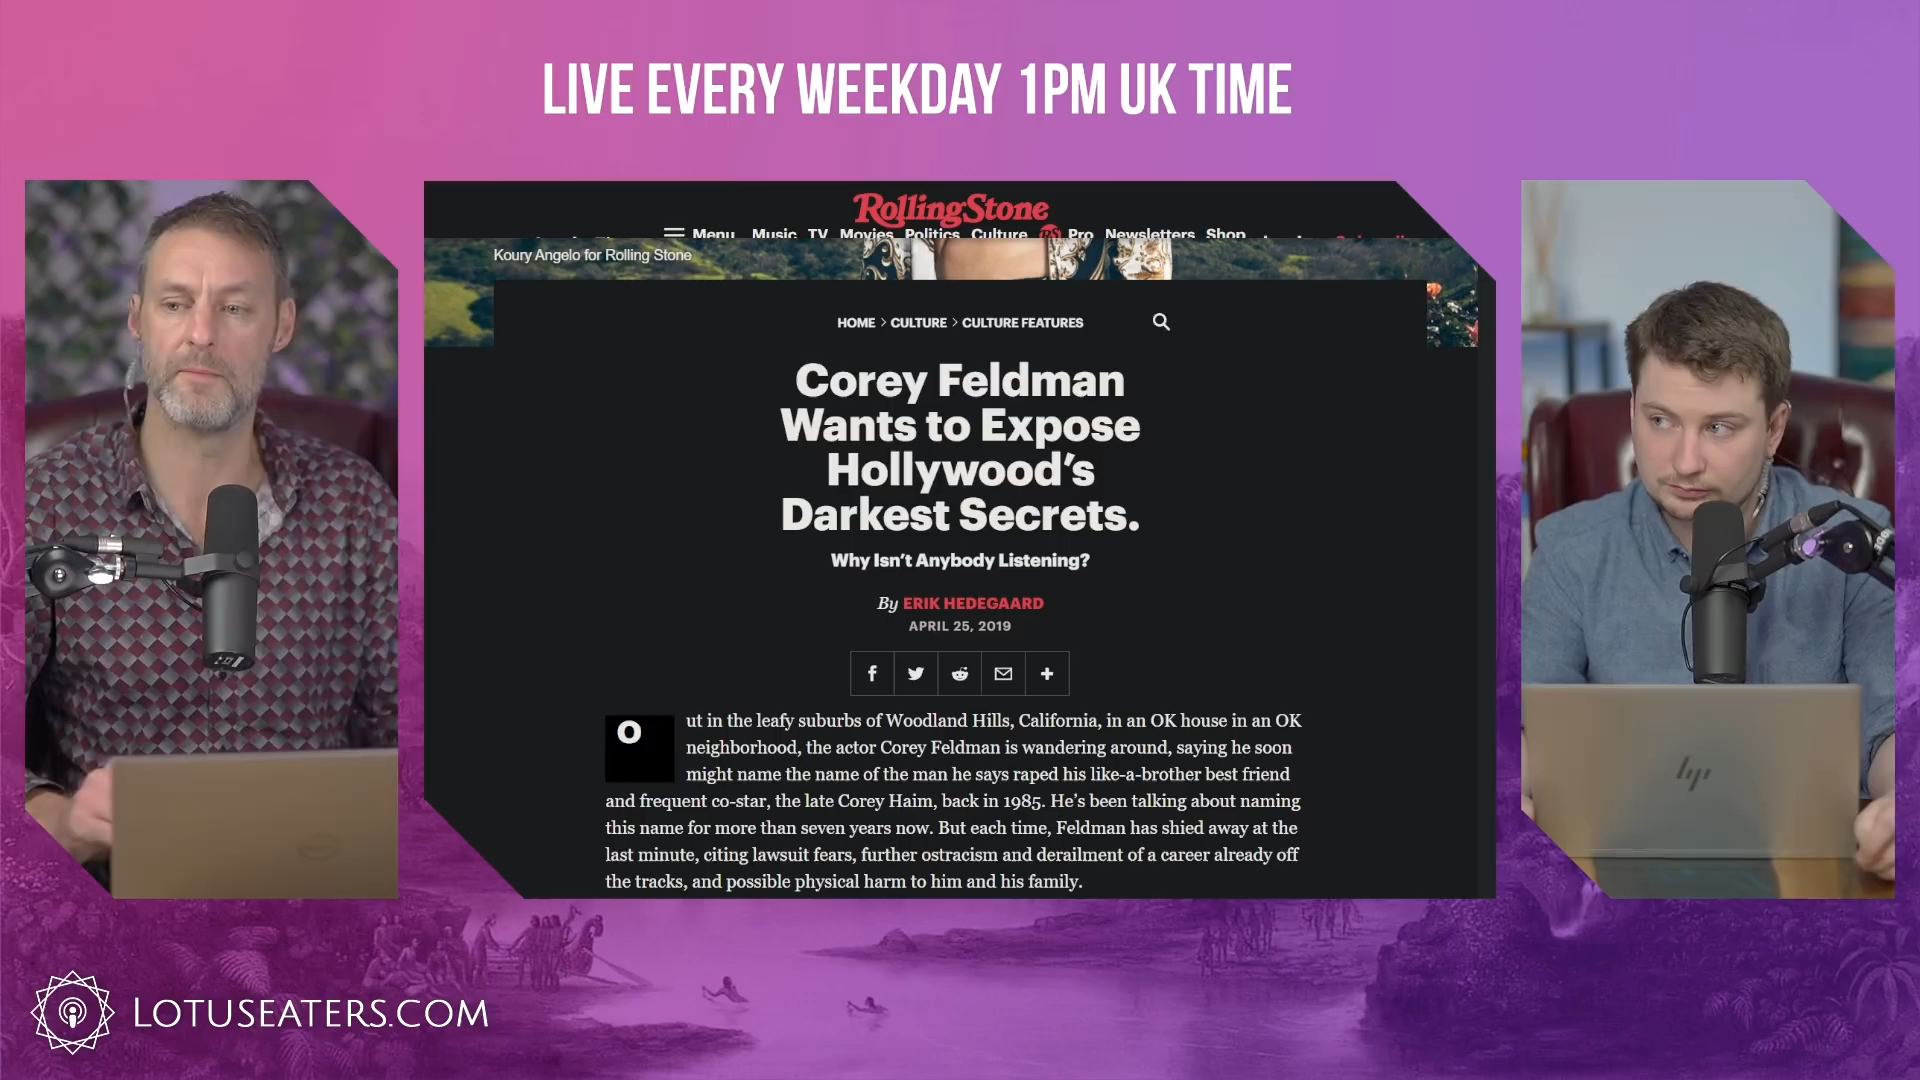 LIVE EVERY WEEKDAY 1PM UK TIME
RollingStone
Menu Music TV Movies Politics Culture RS Pro Newsletters Shop
Koury Angelo for Rolling Stone
HOME > CULTURE > CULTURE FEATURES
Corey Feldman
Wants to Expose
Hollywood's
Darkest Secrets.
Why Isn't Anybody Listening?
By ERIK HEDEGAARD
APRIL 25, 2019
Out in the leafy suburbs of Woodland Hills, California, in an OK house in an OK
neighborhood, the actor Corey Feldman is wandering around, saying he soon
might name the name of the man he says raped his like-a-brother best friend
and frequent co-star, the late Corey Haim, back in 1985. He's been talking about naming
this name for more than seven years now. But each time, Feldman has shied away at the
last minute, citing lawsuit fears, further ostracism and derailment of a career already off
the tracks, and possible physical harm to him and his family.
hp
LOTUSEATERS.COM